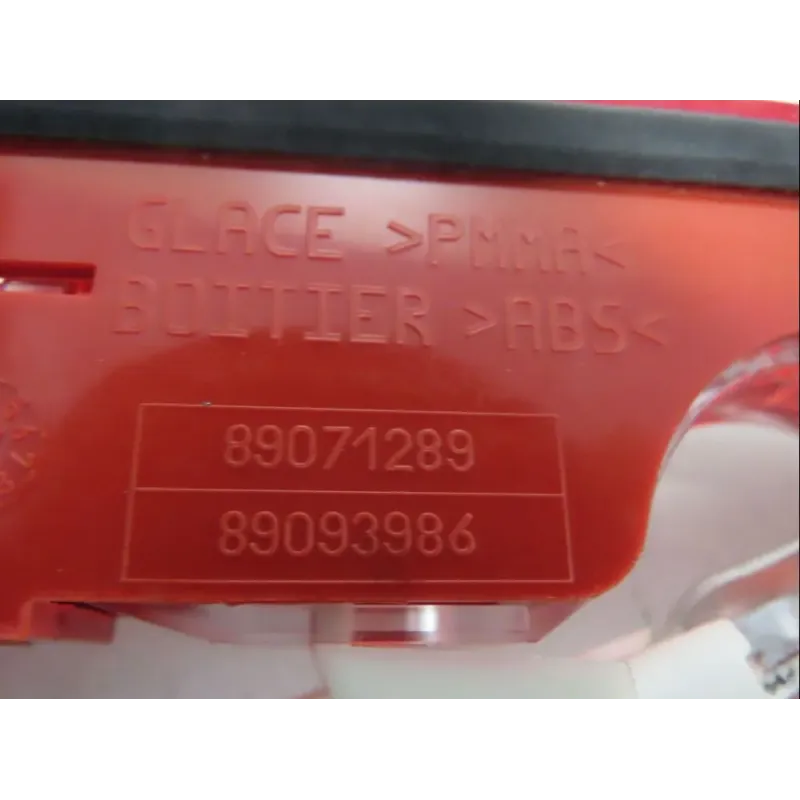 GLACE >PMMA<
BOITIER >ABS<
89071289
89093986